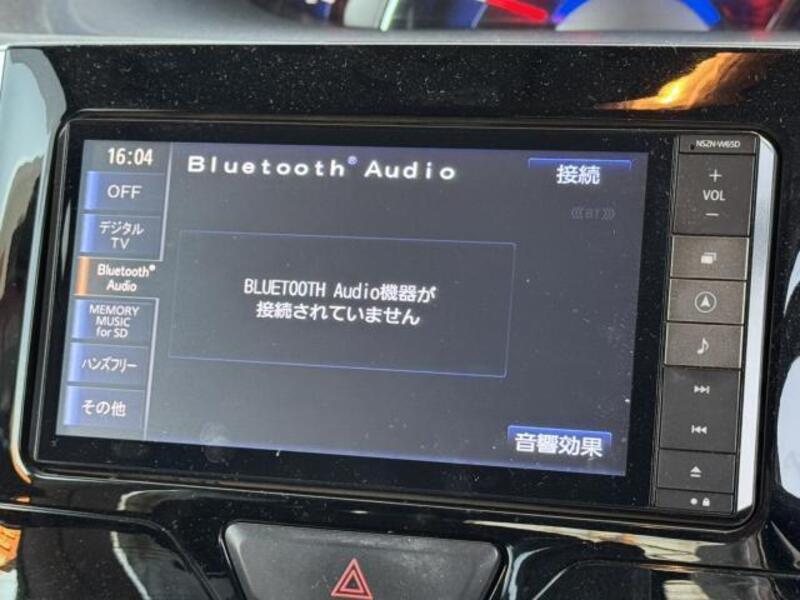 NSZN-W65D
16:04
Bluetooth® Audio
接続
OFF
デジタル
TV
Bluetooth®
Audio
MEMORY
MUSIC
for SD
ハンズフリー
その他
BT
BLUETOOTH Audio機器が
接続されていません
音響効果
+
VOL
−